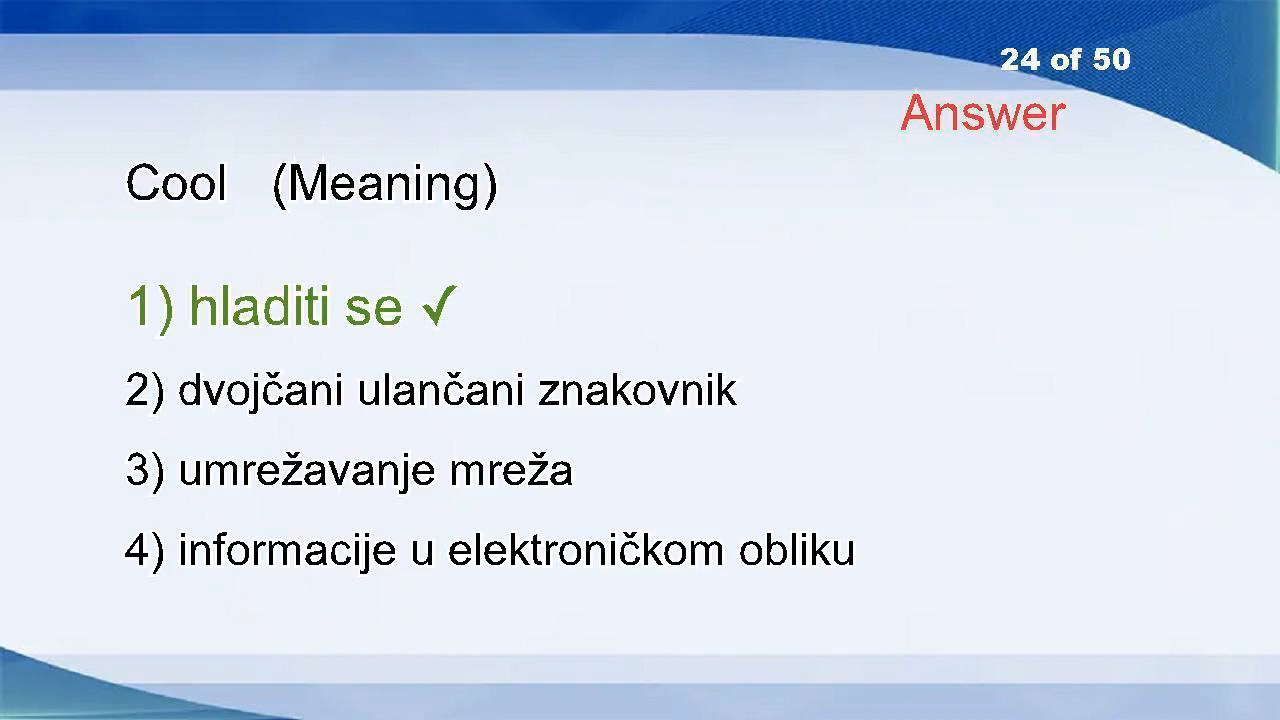 24 of 50
Answer
Cool (Meaning)
1) hladiti se ✓
2) dvojčani ulančani znakovnik
3) umrežavanje mreža
4) informacije u elektroničkom obliku